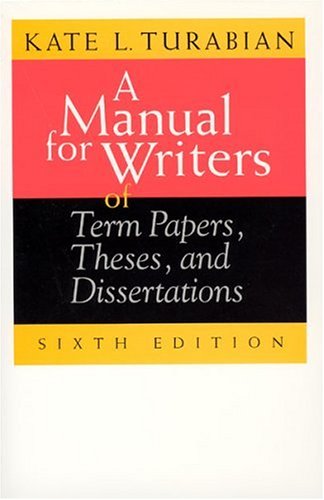 KATE L. TURABIAN
A
Manual
for Writers
of
Term Papers,
Theses, and
Dissertations
SIXTH EDITION